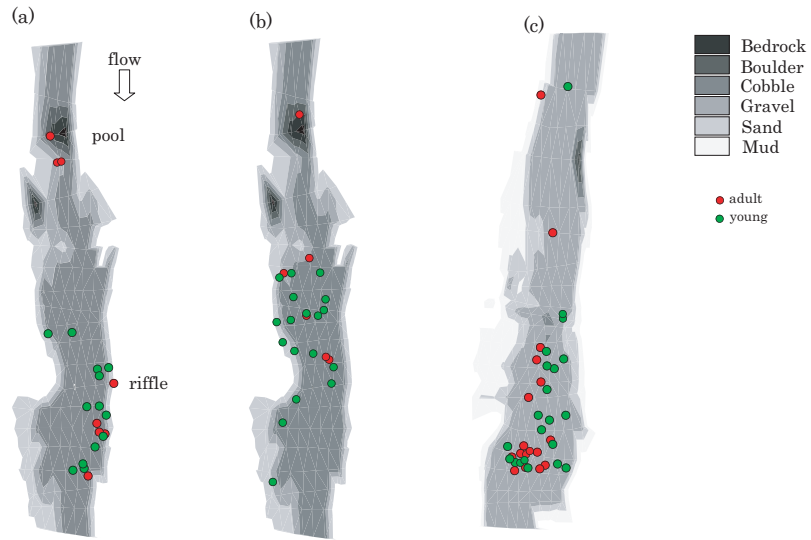 (a)
(b)
(c)
flow
pool
riffle
Bedrock
Boulder
Cobble
Gravel
Sand
Mud
adult
young